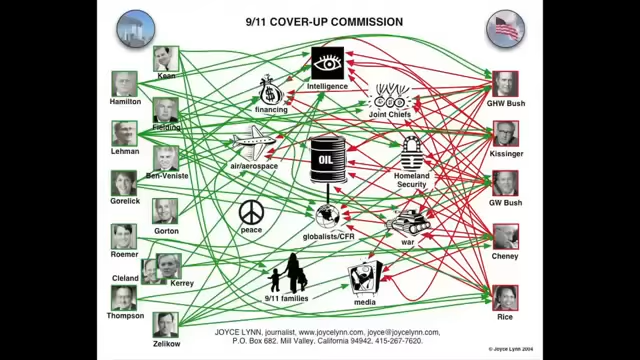 9/11 COVER-UP COMMISSION
Kean
Hamilton
Fielding
Lehman
Ben-Veniste
Gorelick
Gorton
Roemer
Cleland
Kerrey
Thompson
Zelikow
Intelligence
financing
Joint Chiefs
CEO
air/aerospace
OIL
Homeland
Security
peace
globalists/CFR
war
9/11 families
media
GHW Bush
Kissinger
GW Bush
Cheney
Rice
JOYCE LYNN, journalist, www.joycelynn.com, joyce@joycelynn.com,
P.O. Box 682, Mill Valley, California 94942, 415-267-7620.
© Joyce Lynn 2004